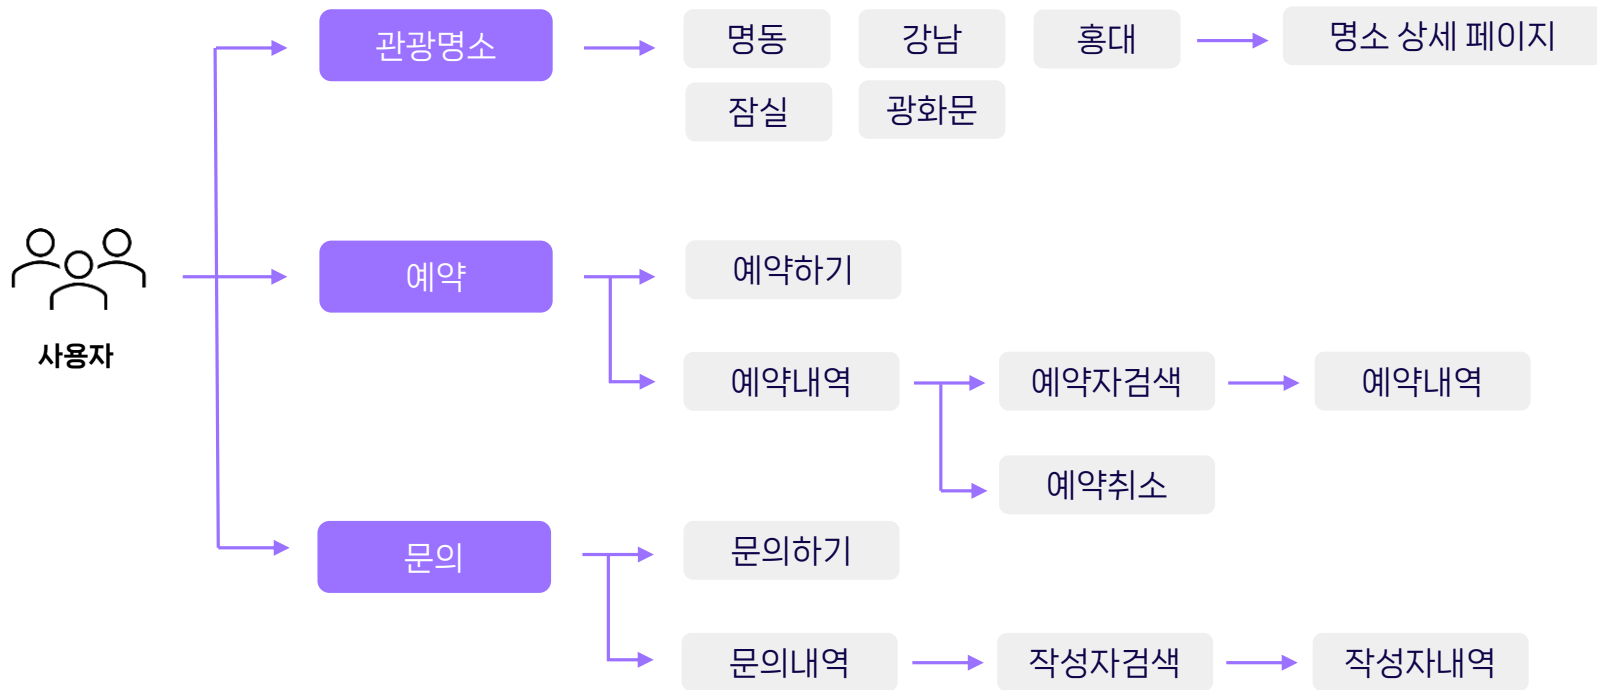 관광명소
명동
강남
홍대
명소 상세 페이지
잠실
광화문
사용자
예약
예약하기
예약내역
예약자검색
예약내역
예약취소
문의
문의하기
문의내역
작성자검색
작성자내역